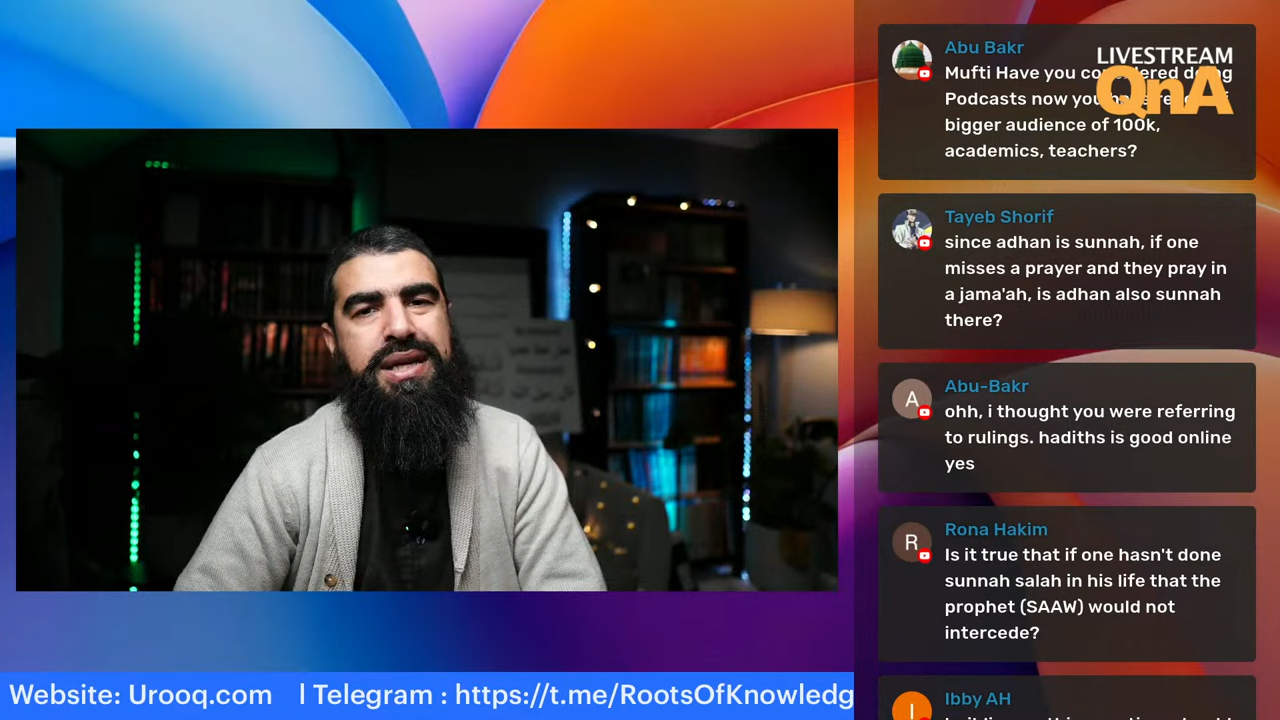 LIVESTREAM
QnA
Abu Bakr
Mufti Have you considered doing
Podcasts now you
bigger audience of 100k,
academics, teachers?
Tayeb Shorif
since adhan is sunnah, if one
misses a prayer and they pray in
a jama'ah, is adhan also sunnah
there?
A
Abu-Bakr
ohh, i thought you were referring
to rulings. hadiths is good online
yes
R
Rona Hakim
Is it true that if one hasn't done
sunnah salah in his life that the
prophet (SAAW) would not
intercede?
I
Ibby AH
Website: Urooq.com | Telegram : https://t.me/RootsOfKnowledg